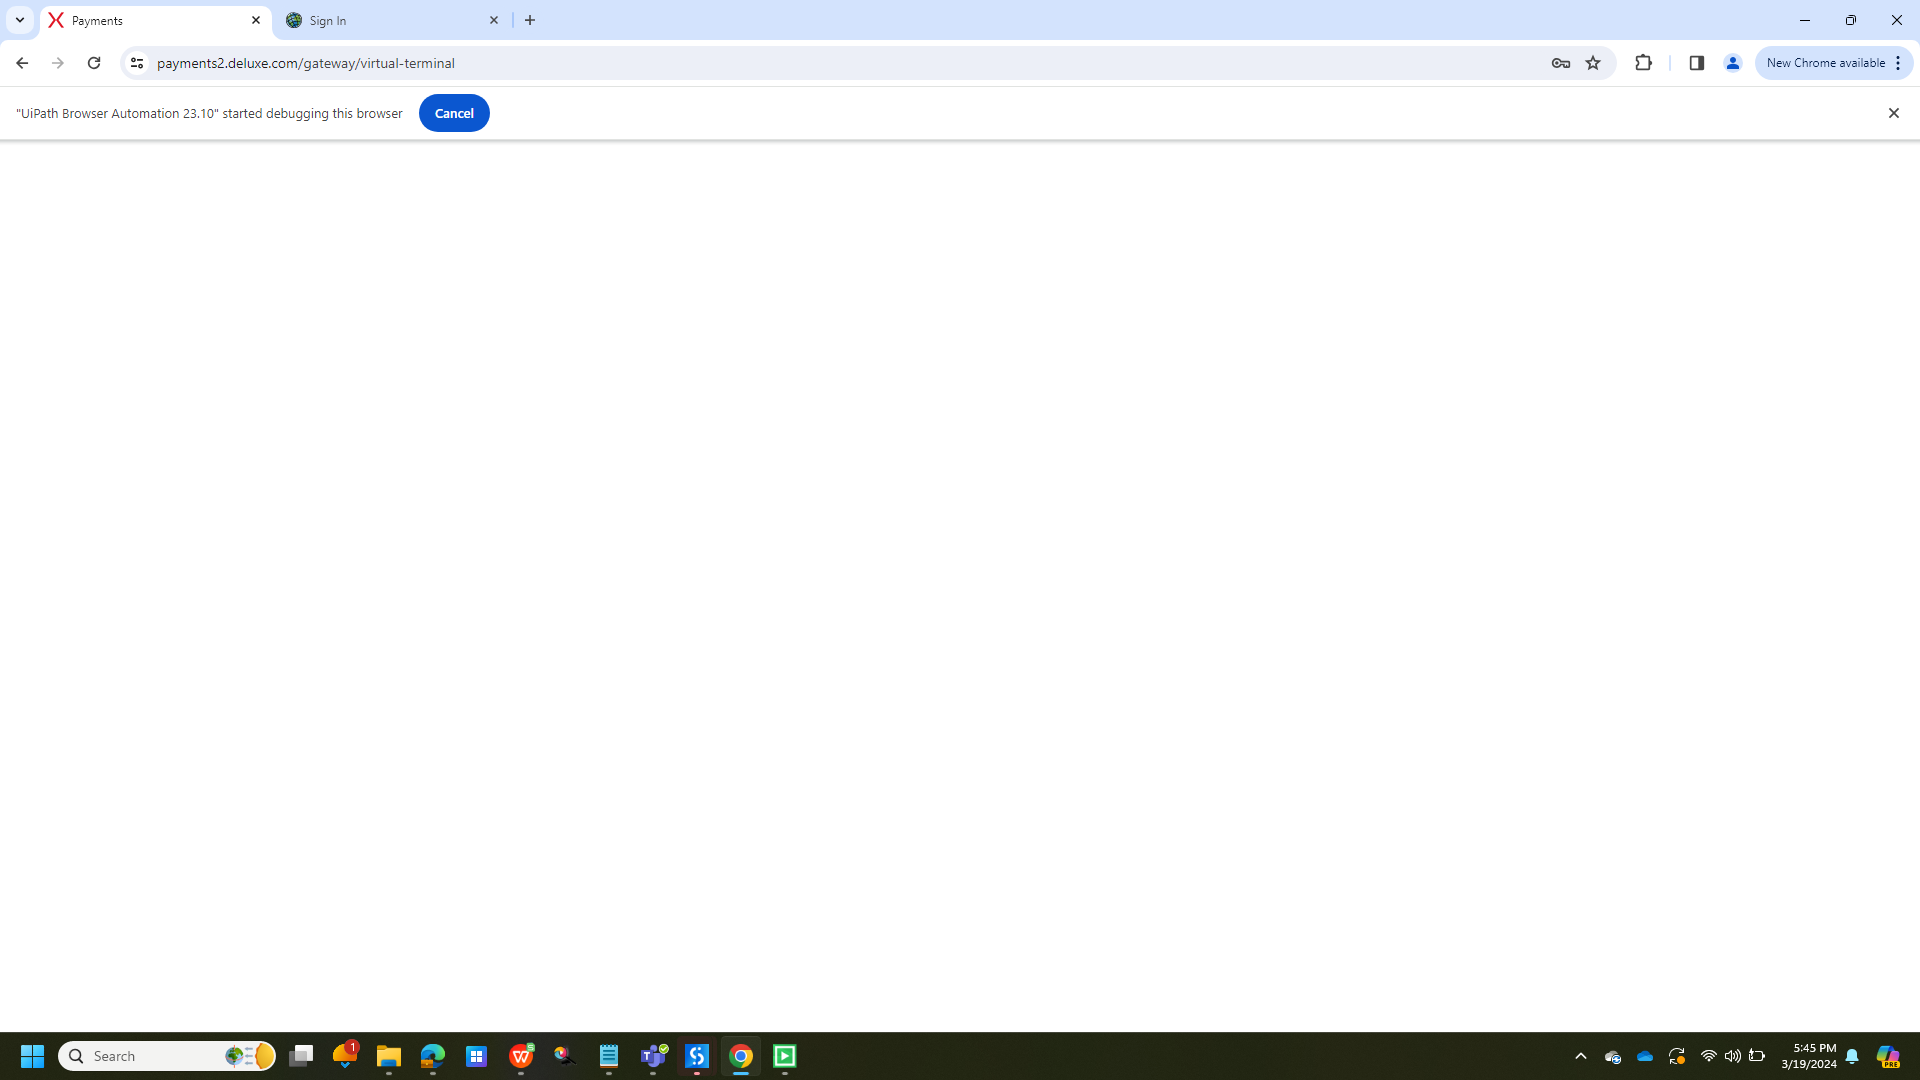 Payments
Sign In
payments2.deluxe.com/gateway/virtual-terminal
New Chrome available
"UiPath Browser Automation 23.10" started debugging this browser
Cancel
Search
1
5:45 PM
3/19/2024
PRE